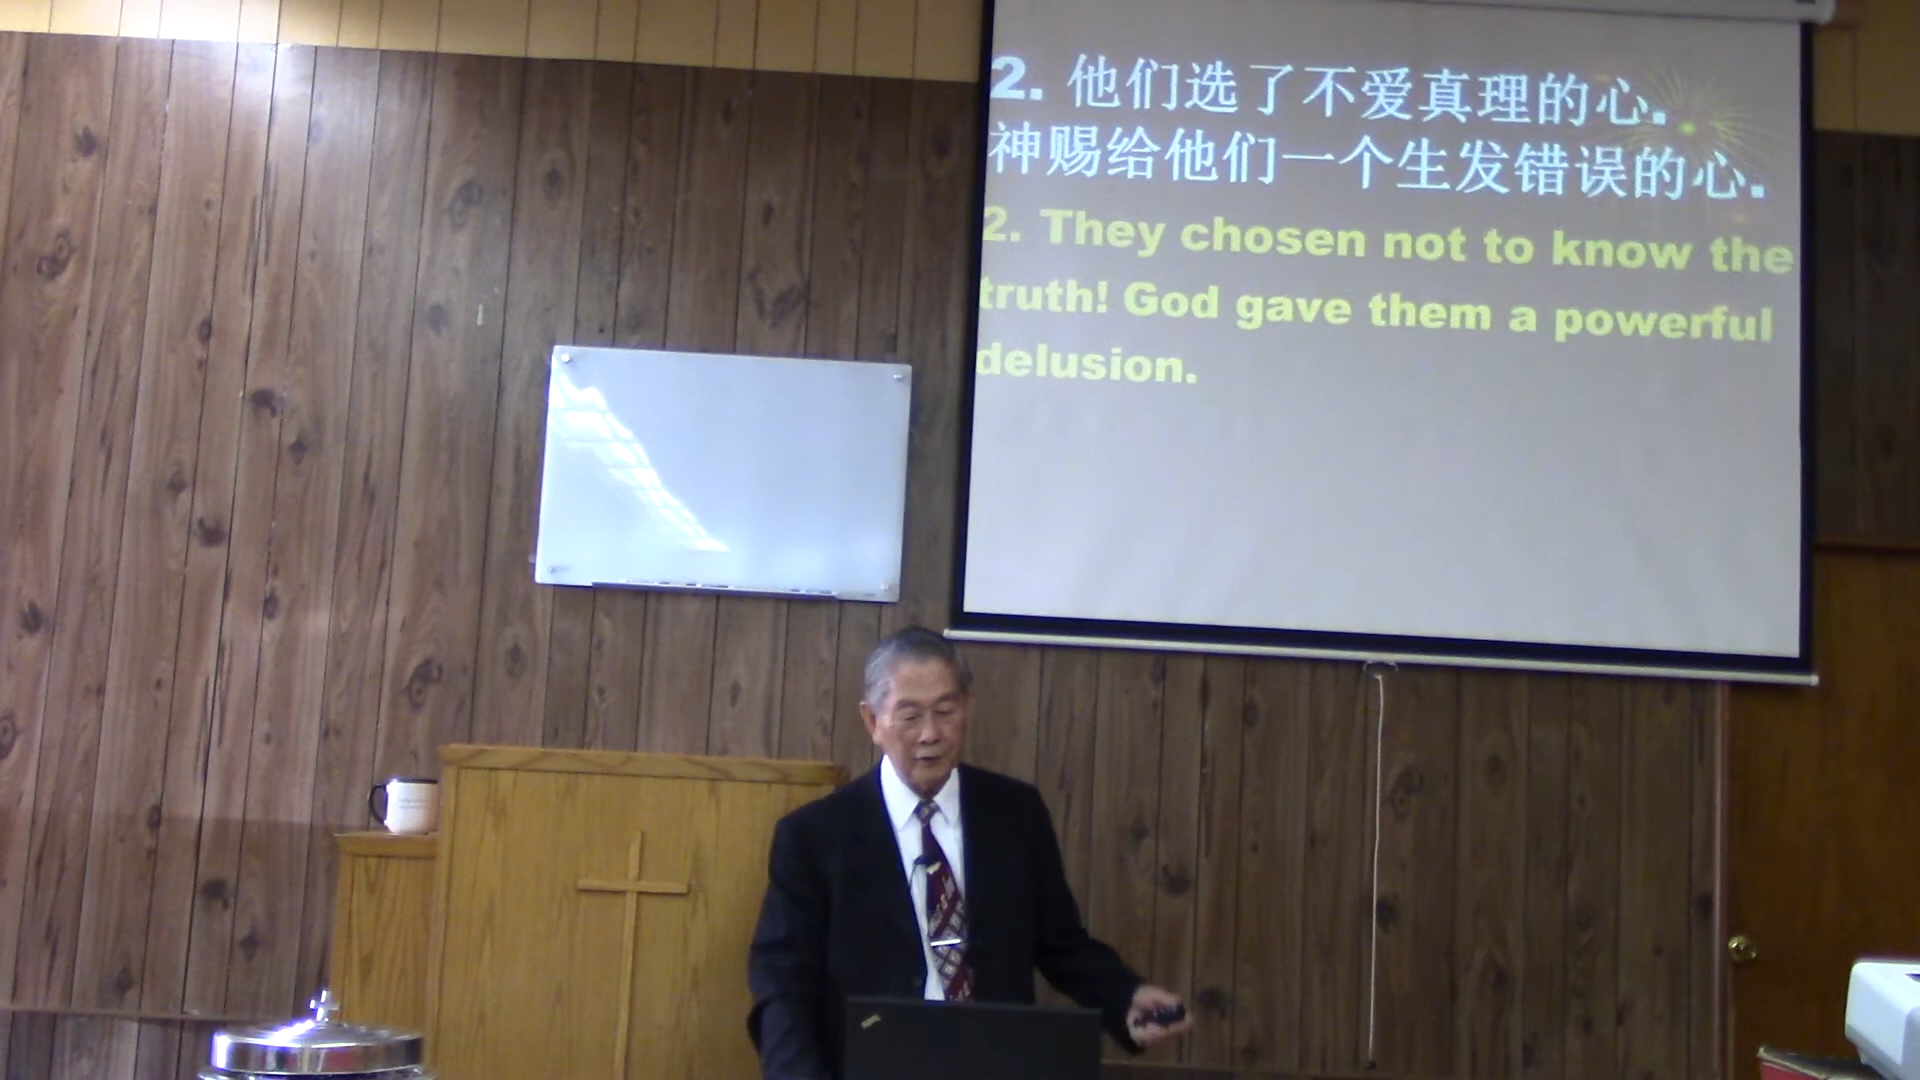 2. 他们选了不爱真理的心.
神赐给他们一个生发错误的心.
2. They chosen not to know the
truth! God gave them a powerful
delusion.